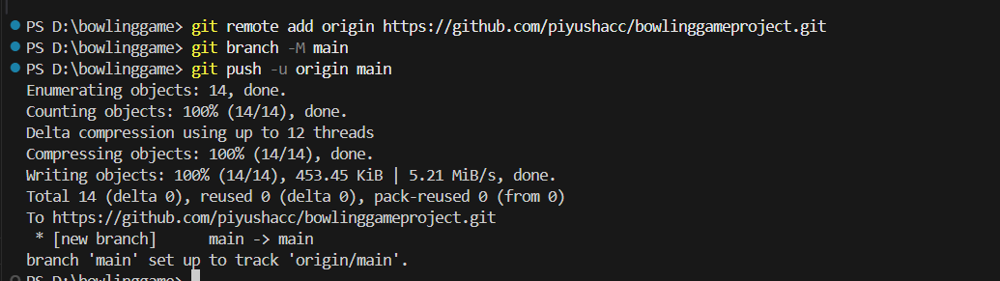 PS D:\bowlinggame> git remote add origin https://github.com/piyushacc/bowlinggameproject.git
PS D:\bowlinggame> git branch -M main
PS D:\bowlinggame> git push -u origin main
Enumerating objects: 14, done.
Counting objects: 100% (14/14), done.
Delta compression using up to 12 threads
Compressing objects: 100% (14/14), done.
Writing objects: 100% (14/14), 453.45 KiB | 5.21 MiB/s, done.
Total 14 (delta 0), reused 0 (delta 0), pack-reused 0 (from 0)
To https://github.com/piyushacc/bowlinggameproject.git
 * [new branch]      main -> main
branch 'main' set up to track 'origin/main'.
PS D:\bowlinggame>